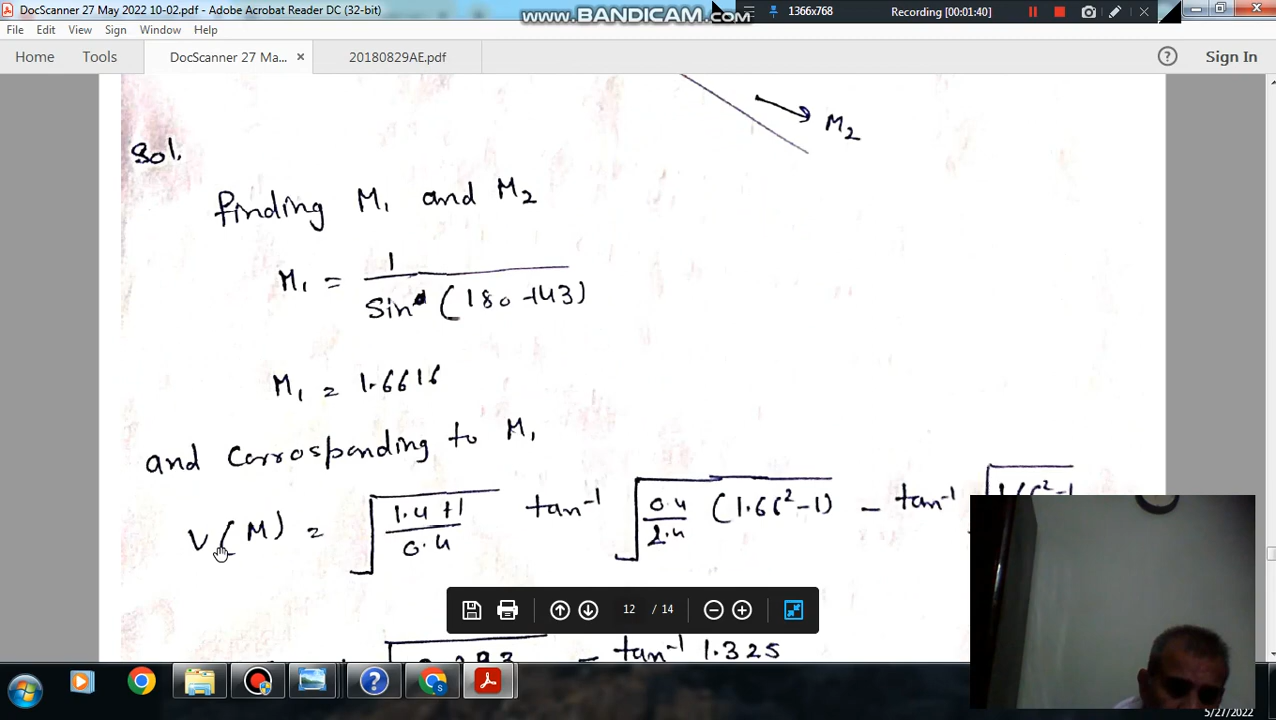 DocScanner 27 May 2022 10-02.pdf - Adobe Acrobat Reader DC (32-bit)
www.BANDICAM.com
1366x768
Recording [00:01:40]
File Edit View Sign Window Help
Home Tools DocScanner 27 Ma... × 20180829AE.pdf Sign In
M2
Sol.
finding M1 and M2
M1 = 1 / Sin (180-143)
M1 = 1.6616
and corrosponding to M1
ν(M) = √(1.4+1 / 0.4) tan⁻¹ √(0.4 / 2.4 (1.66²-1)) - tan⁻¹ √1.66²-1
12 / 14
- tan⁻¹ 1.325
5/27/2022